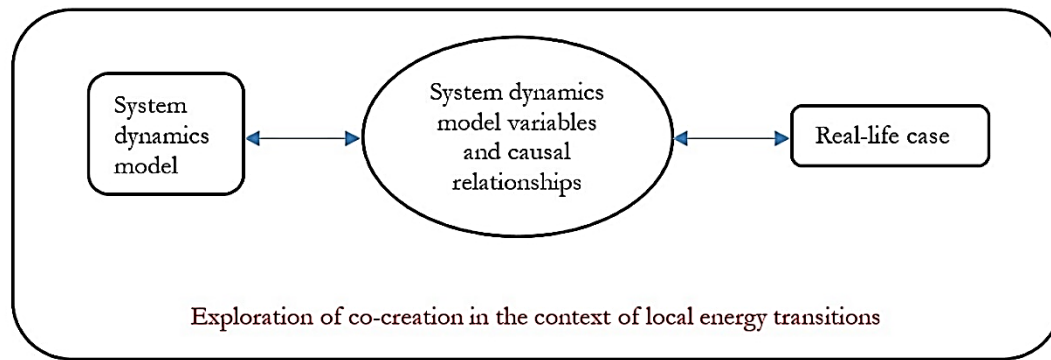 System
dynamics
model
System dynamics
model variables
and causal
relationships
Real-life case
Exploration of co-creation in the context of local energy transitions